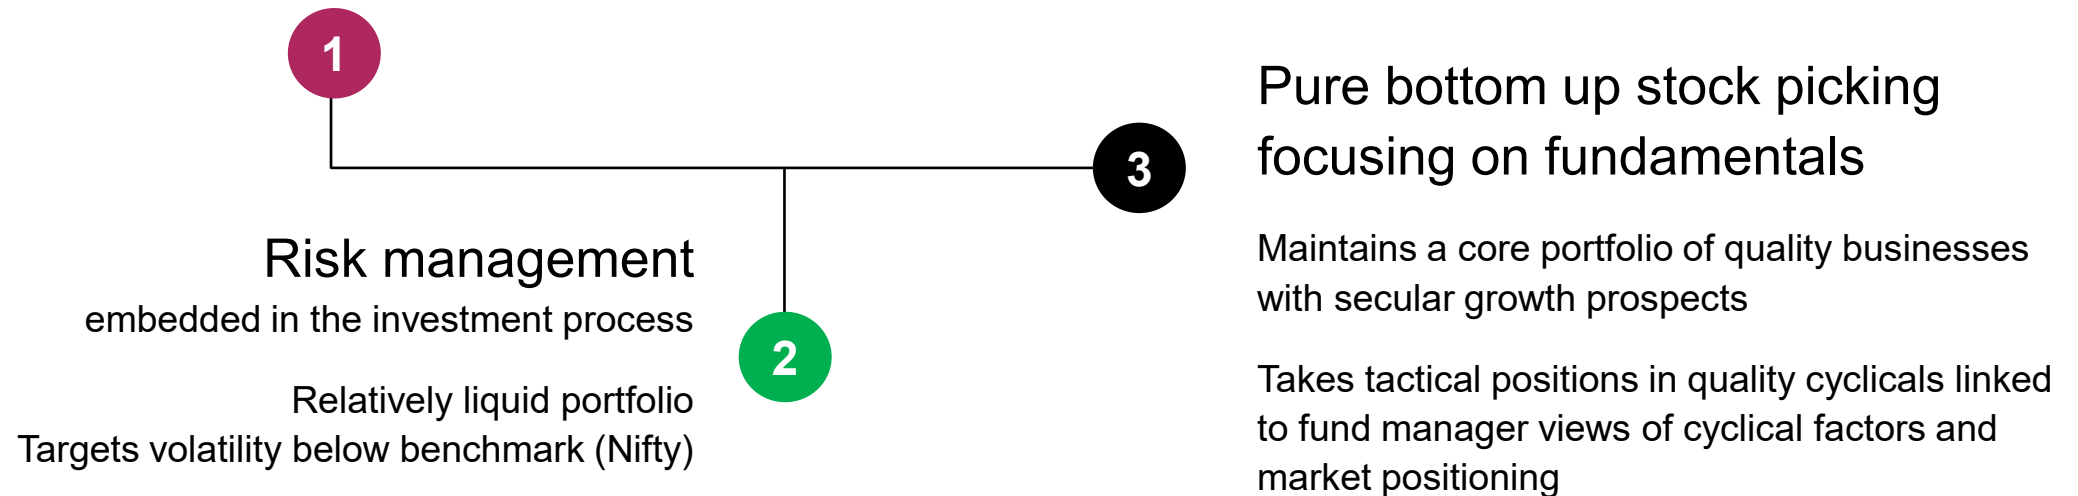 1
Risk management
embedded in the investment process
Relatively liquid portfolio
Targets volatility below benchmark (Nifty)
2
3
Pure bottom up stock picking
focusing on fundamentals
Maintains a core portfolio of quality businesses
with secular growth prospects
Takes tactical positions in quality cyclicals linked
to fund manager views of cyclical factors and
market positioning